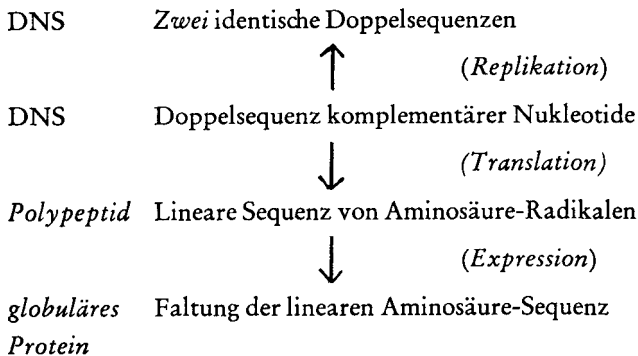 DNS Zwei identische Doppelsequenzen
(Replikation)
DNS Doppelsequenz komplementärer Nukleotide
(Translation)
Polypeptid Lineare Sequenz von Aminosäure-Radikalen
(Expression)
globuläres Faltung der linearen Aminosäure-Sequenz
Protein